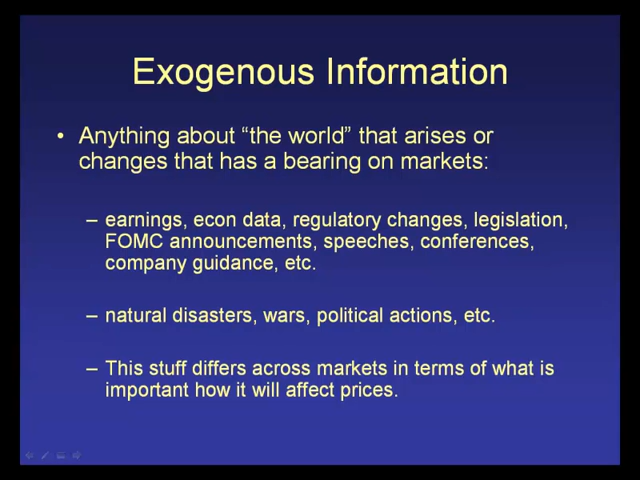 Exogenous Information
• Anything about “the world” that arises or
changes that has a bearing on markets:
– earnings, econ data, regulatory changes, legislation,
FOMC announcements, speeches, conferences,
company guidance, etc.
– natural disasters, wars, political actions, etc.
– This stuff differs across markets in terms of what is
important how it will affect prices.